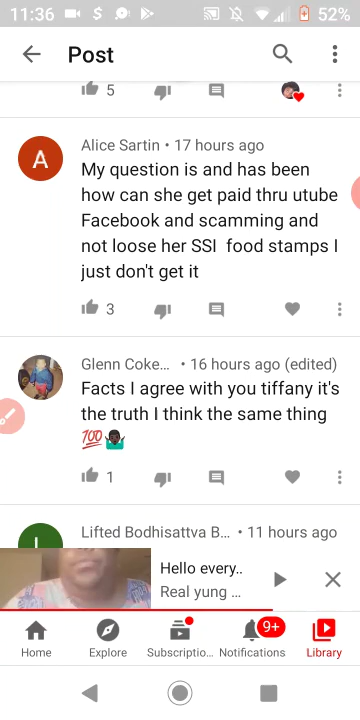 11:36 $ 52%
Post
5
Alice Sartin • 17 hours ago
My question is and has been
how can she get paid thru utube
Facebook and scamming and
not loose her SSI food stamps I
just don't get it
3
Glenn Coke... • 16 hours ago (edited)
Facts I agree with you tiffany it's
the truth I think the same thing
💯🤷🏿‍♂️
1
Lifted Bodhisattva B... • 11 hours ago
Hello every..
Real yung ...
9+
Home Explore Subscriptio... Notifications Library
A
L